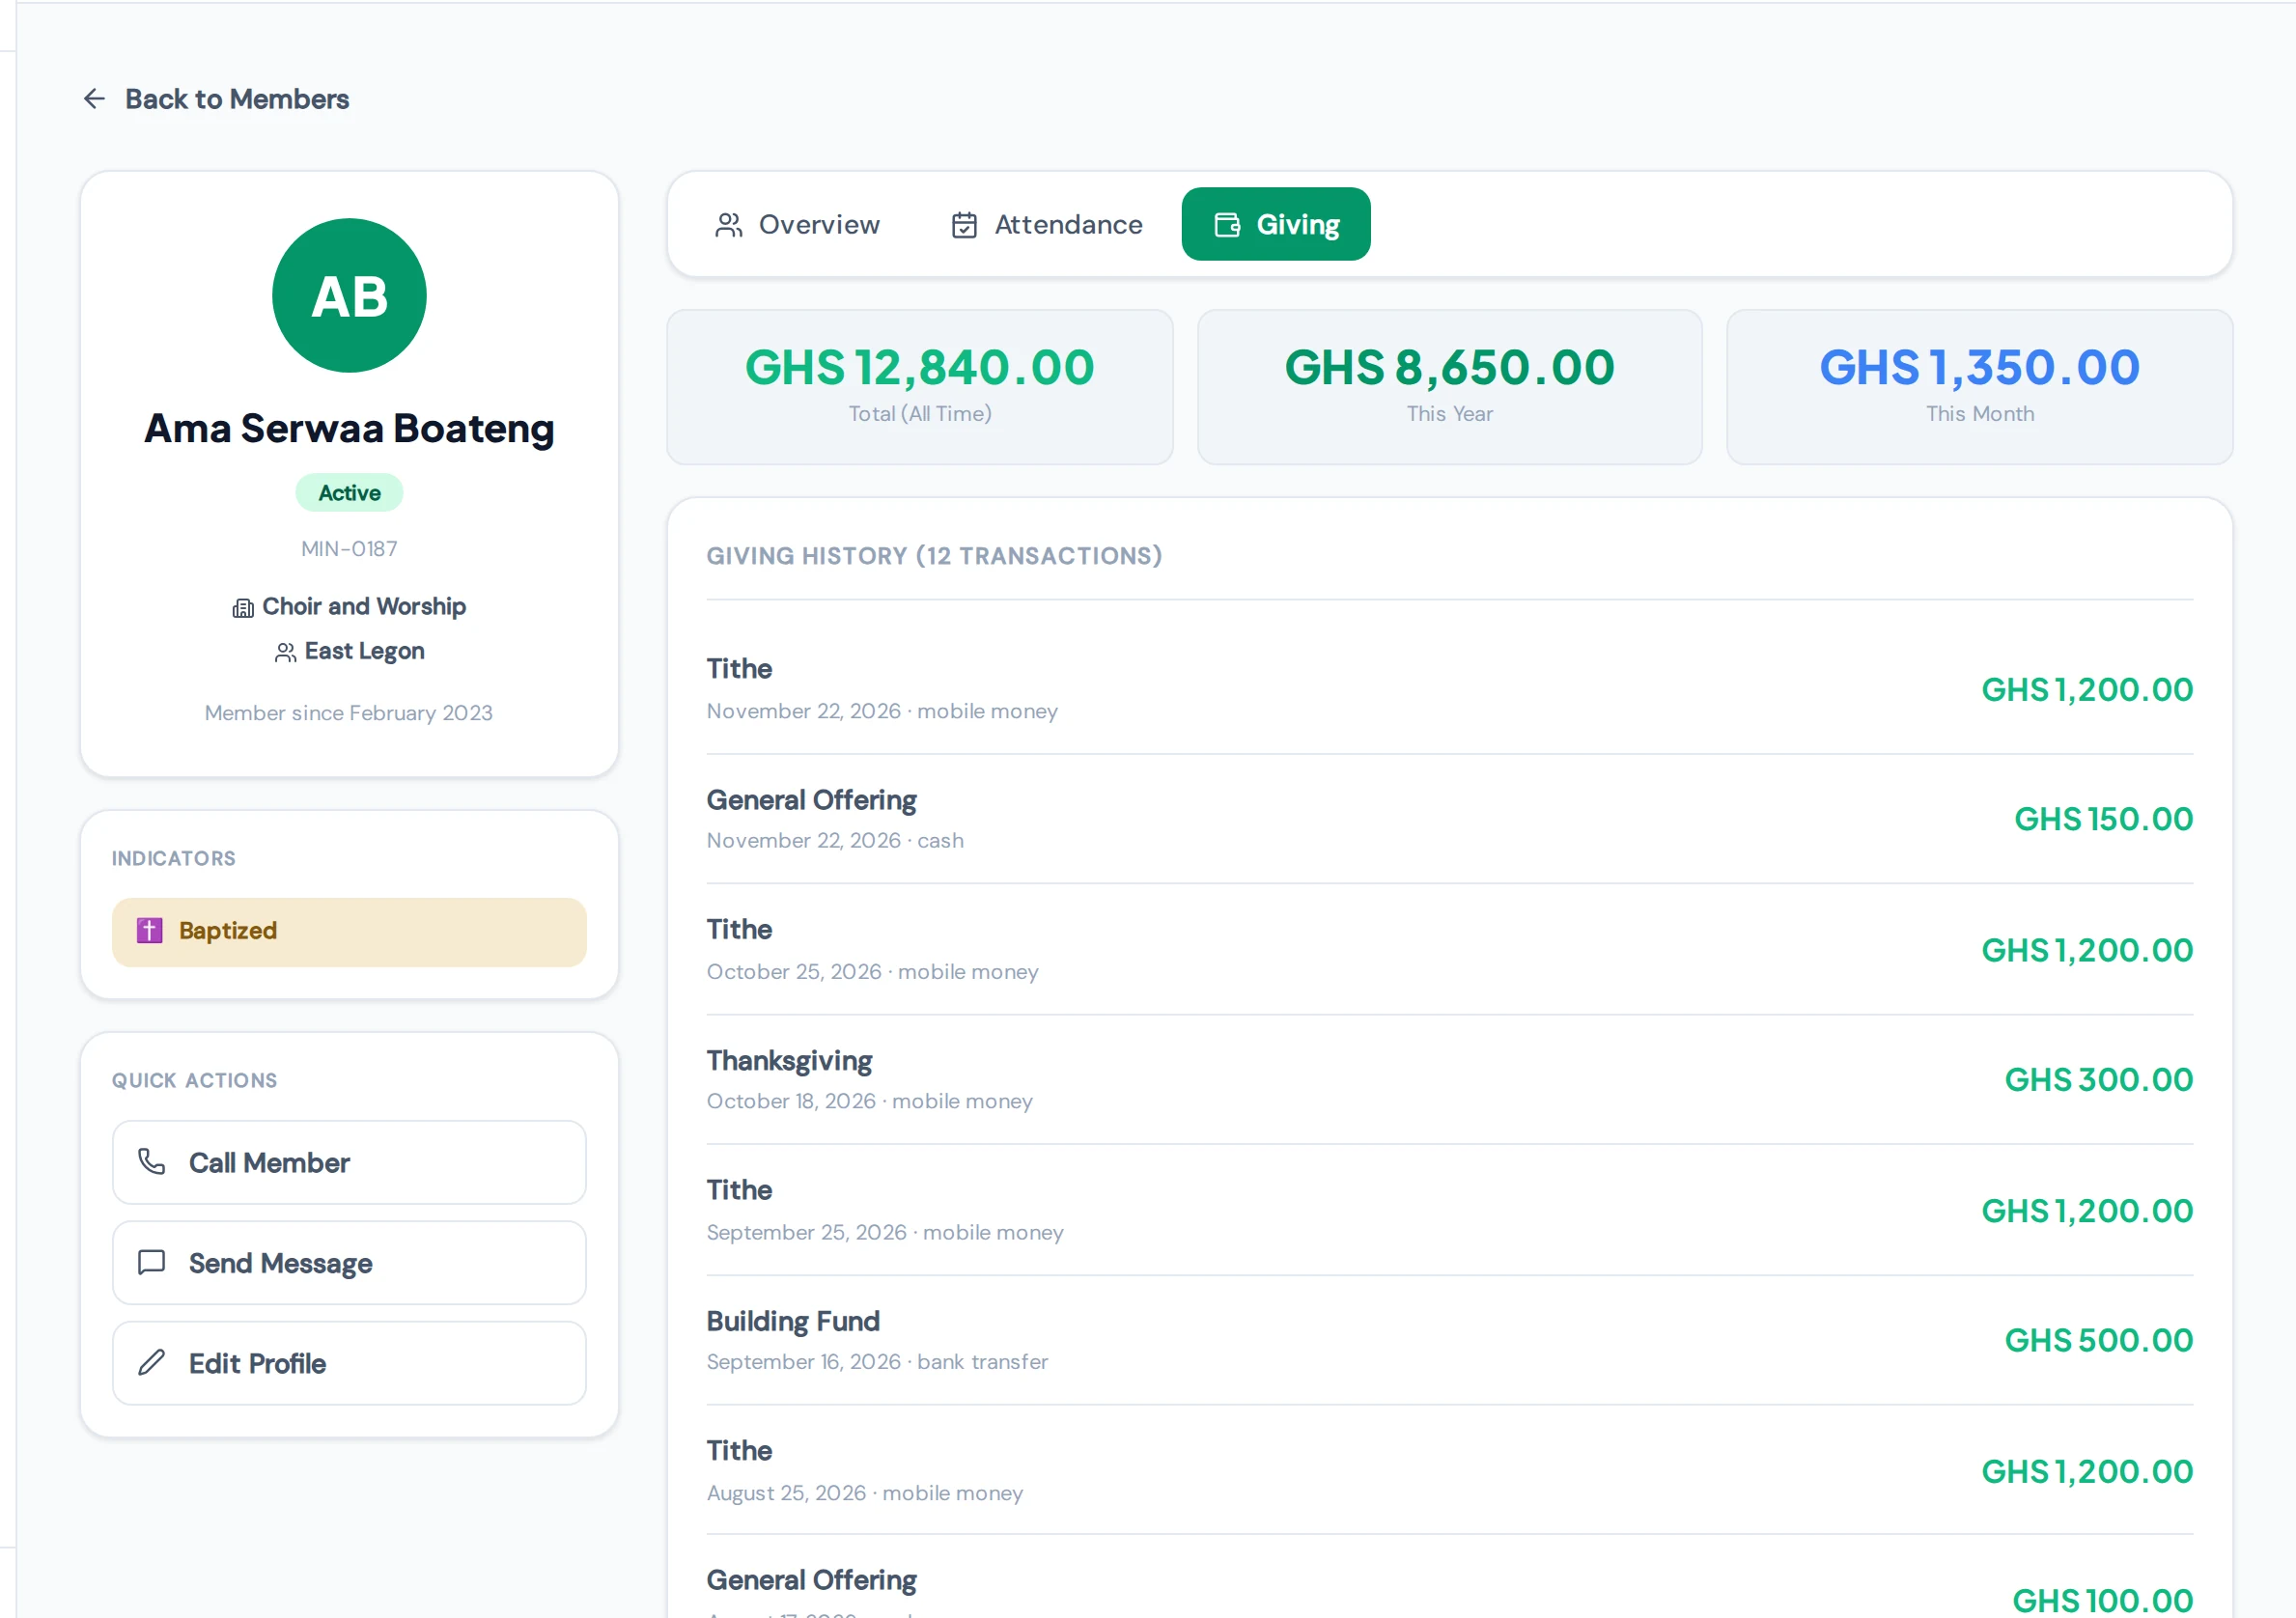 Back to Members
AB
Ama Serwaa Boateng
Active
MIN-0187
Choir and Worship
East Legon
Member since February 2023
INDICATORS
Baptized
QUICK ACTIONS
Call Member
Send Message
Edit Profile
Overview
Attendance
Giving
GHS 12,840.00
Total (All Time)
GHS 8,650.00
This Year
GHS 1,350.00
This Month
GIVING HISTORY (12 TRANSACTIONS)
Tithe
November 22, 2026 · mobile money
GHS 1,200.00
General Offering
November 22, 2026 · cash
GHS 150.00
Tithe
October 25, 2026 · mobile money
GHS 1,200.00
Thanksgiving
October 18, 2026 · mobile money
GHS 300.00
Tithe
September 25, 2026 · mobile money
GHS 1,200.00
Building Fund
September 16, 2026 · bank transfer
GHS 500.00
Tithe
August 25, 2026 · mobile money
GHS 1,200.00
General Offering
GHS 100.00